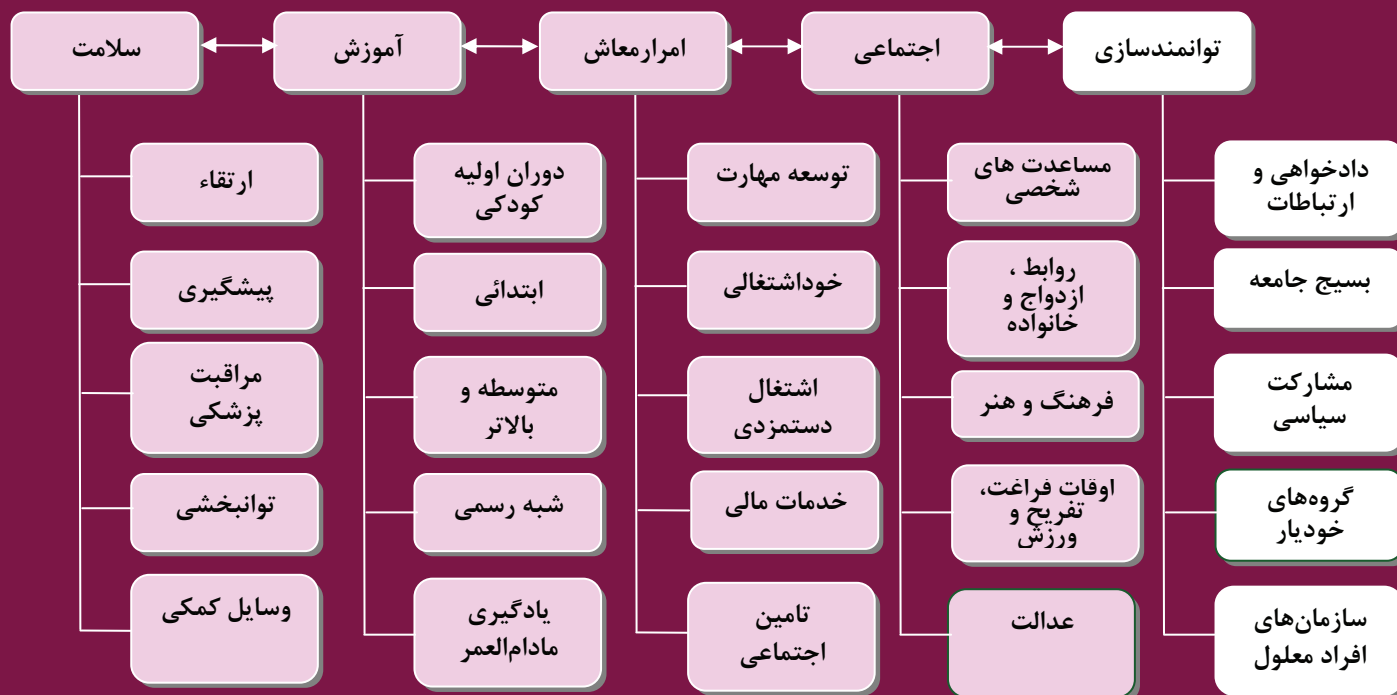 توانمندسازی
دادخواهی و
ارتباطات
بسیج جامعه
مشارکت
سیاسی
گروه‌های
خودیار
سازمان‌های
افراد معلول
اجتماعی
مساعدت های
شخصی
روابط ،
ازدواج و
خانواده
فرهنگ و هنر
اوقات فراغت،
تفریح و
ورزش
عدالت
امرارمعاش
توسعه مهارت
خوداشتغالی
اشتغال
دستمزدی
خدمات مالی
تامین
اجتماعی
آموزش
دوران اولیه
کودکی
ابتدائی
متوسطه و
بالاتر
شبه رسمی
یادگیری
مادام‌العمر
سلامت
ارتقاء
پیشگیری
مراقبت
پزشکی
توانبخشی
وسایل کمکی